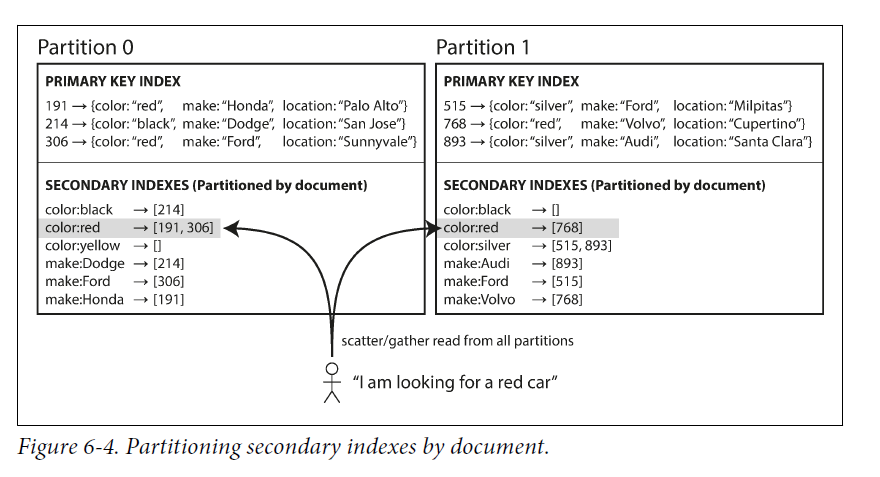 Partition 0
PRIMARY KEY INDEX
191 → {color: “red”, make: “Honda”, location: “Palo Alto”}
214 → {color: “black”, make: “Dodge”, location: “San Jose”}
306 → {color: “red”, make: “Ford”, location: “Sunnyvale”}
SECONDARY INDEXES (Partitioned by document)
color:black → [214]
color:red → [191, 306]
color:yellow → []
make:Dodge → [214]
make:Ford → [306]
make:Honda → [191]
Partition 1
PRIMARY KEY INDEX
515 → {color: “silver”, make: “Ford”, location: “Milpitas”}
768 → {color: “red”, make: “Volvo”, location: “Cupertino”}
893 → {color: “silver”, make: “Audi”, location: “Santa Clara”}
SECONDARY INDEXES (Partitioned by document)
color:black → []
color:red → [768]
color:silver → [515, 893]
make:Audi → [893]
make:Ford → [515]
make:Volvo → [768]
scatter/gather read from all partitions
“I am looking for a red car”
Figure 6-4. Partitioning secondary indexes by document.